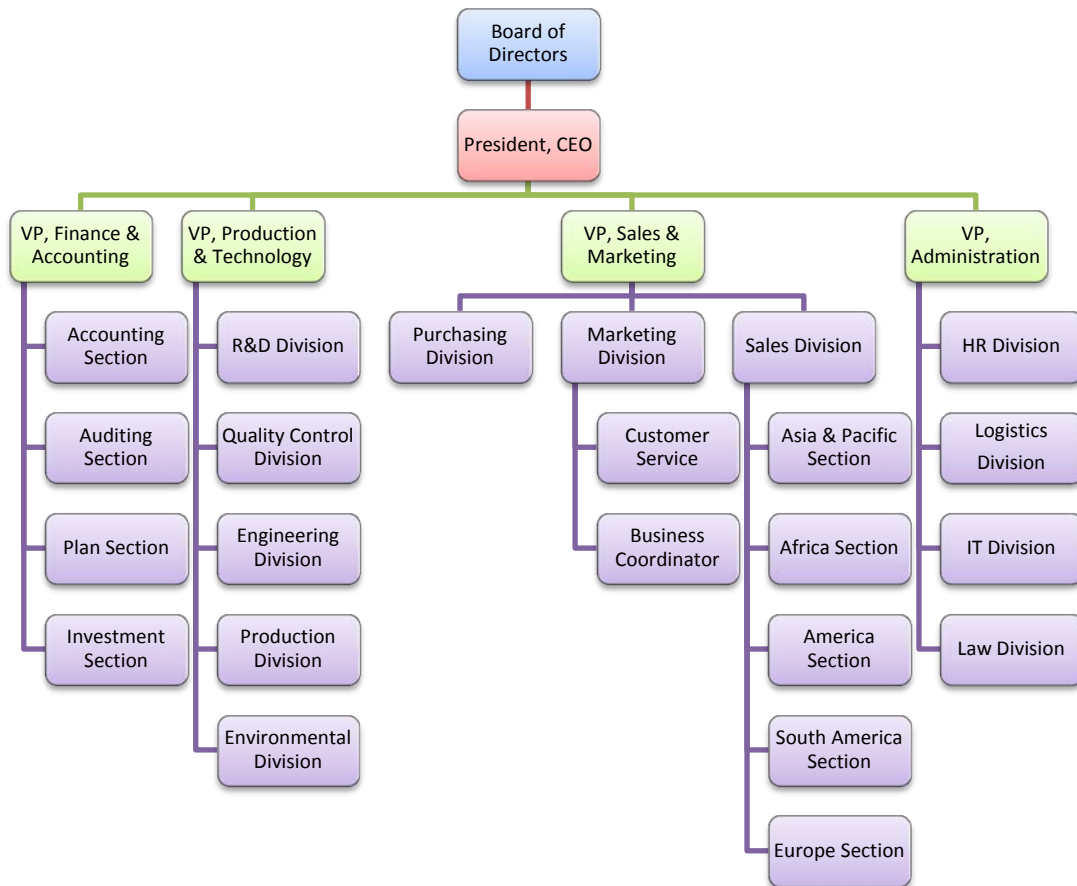 Board of
Directors
President, CEO
VP, Finance &
Accounting
VP, Production
& Technology
VP, Sales &
Marketing
VP,
Administration
Accounting
Section
R&D Division
Purchasing
Division
Marketing
Division
Sales Division
HR Division
Auditing
Section
Quality Control
Division
Customer
Service
Asia & Pacific
Section
Logistics
Division
Plan Section
Engineering
Division
Business
Coordinator
Africa Section
IT Division
Investment
Section
Production
Division
America
Section
Law Division
Environmental
Division
South America
Section
Europe Section